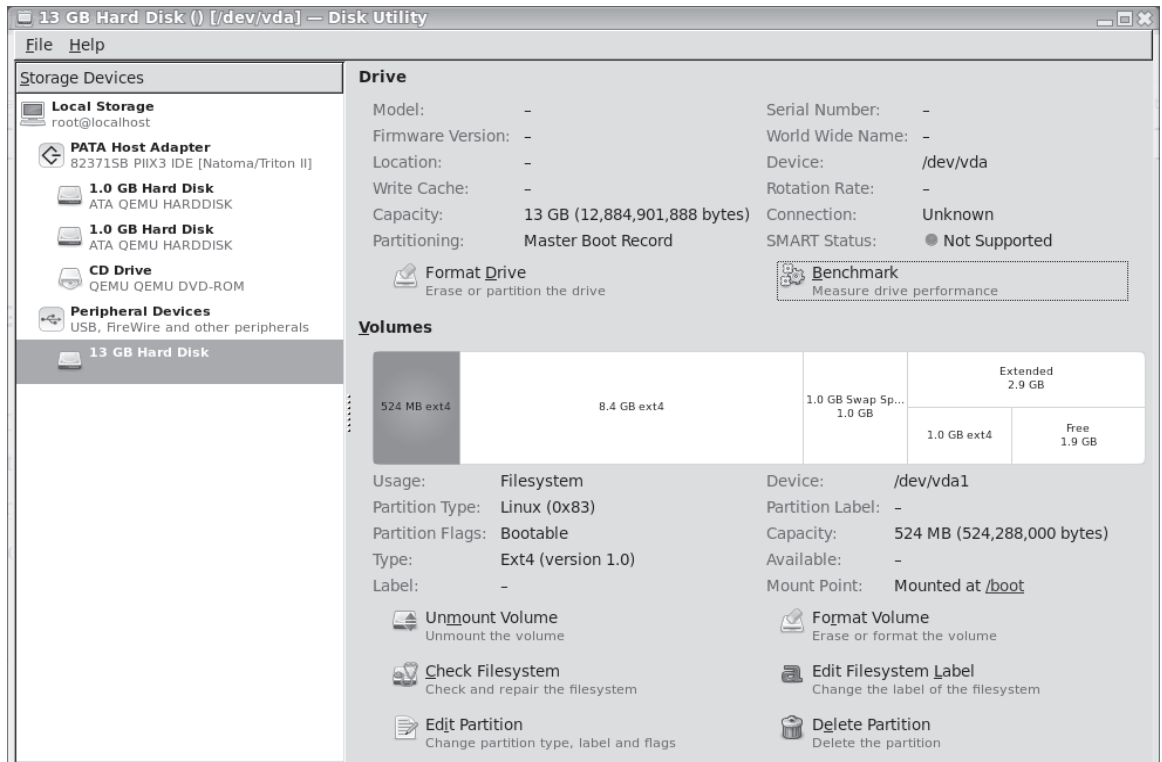 13 GB Hard Disk () [/dev/vda] — Disk Utility
File Help
Storage Devices
Local Storage
root@localhost
PATA Host Adapter
82371SB PIIX3 IDE [Natoma/Triton II]
1.0 GB Hard Disk
ATA QEMU HARDDISK
1.0 GB Hard Disk
ATA QEMU HARDDISK
CD Drive
QEMU QEMU DVD-ROM
Peripheral Devices
USB, FireWire and other peripherals
13 GB Hard Disk
Drive
Model: – Serial Number: –
Firmware Version: – World Wide Name: –
Location: – Device: /dev/vda
Write Cache: – Rotation Rate: –
Capacity: 13 GB (12,884,901,888 bytes) Connection: Unknown
Partitioning: Master Boot Record SMART Status: Not Supported
Format Drive Benchmark
Erase or partition the drive Measure drive performance
Volumes
524 MB ext4
8.4 GB ext4
1.0 GB Swap Sp...
1.0 GB
Extended
2.9 GB
1.0 GB ext4
Free
1.9 GB
Usage: Filesystem Device: /dev/vda1
Partition Type: Linux (0x83) Partition Label: –
Partition Flags: Bootable Capacity: 524 MB (524,288,000 bytes)
Type: Ext4 (version 1.0) Available: –
Label: – Mount Point: Mounted at /boot
Unmount Volume Format Volume
Unmount the volume Erase or format the volume
Check Filesystem Edit Filesystem Label
Check and repair the filesystem Change the label of the filesystem
Edit Partition Delete Partition
Change partition type, label and flags Delete the partition